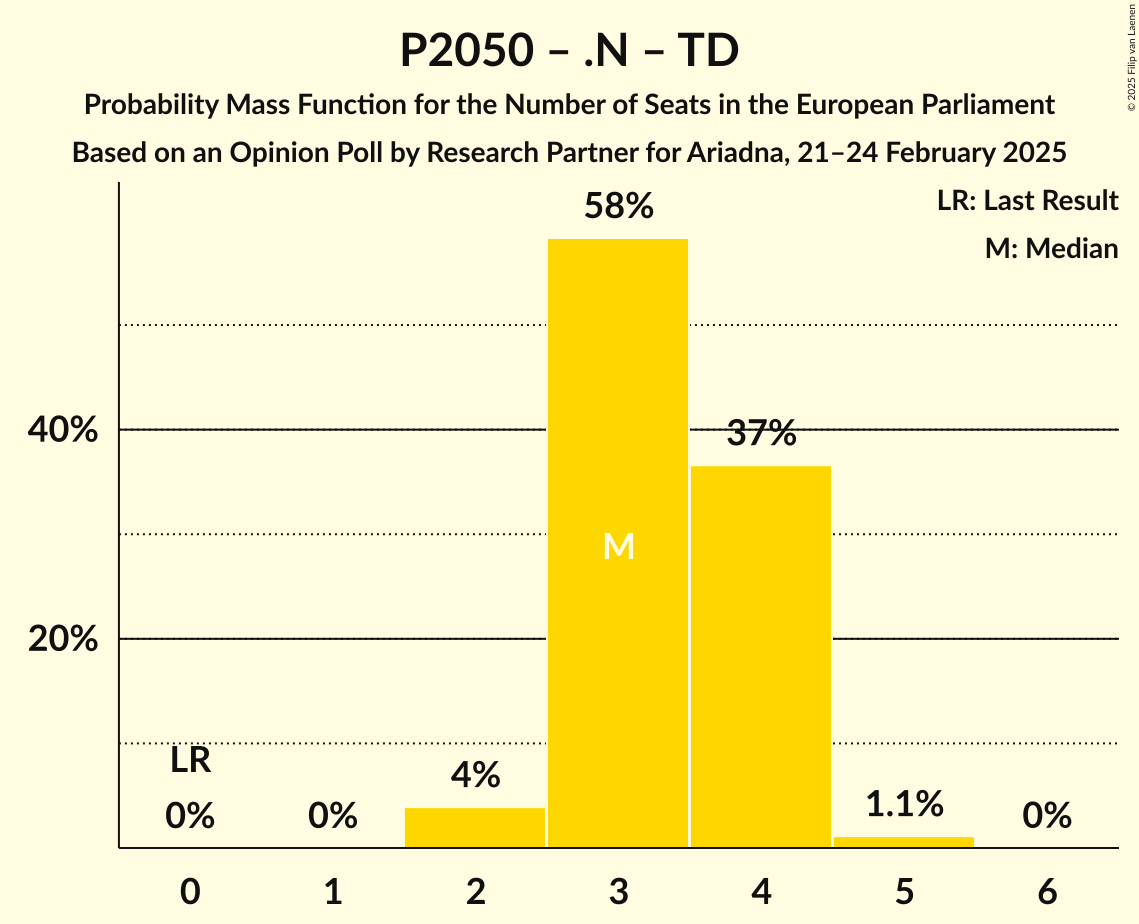 P2050 – .N – TD
Probability Mass Function for the Number of Seats in the European Parliament
Based on an Opinion Poll by Research Partner for Ariadna, 21–24 February 2025
© 2025 Filip van Laenen
LR: Last Result
M: Median
58%
40%
37%
M
20%
LR
0%
0%
4%
1.1%
0%
0 1 2 3 4 5 6